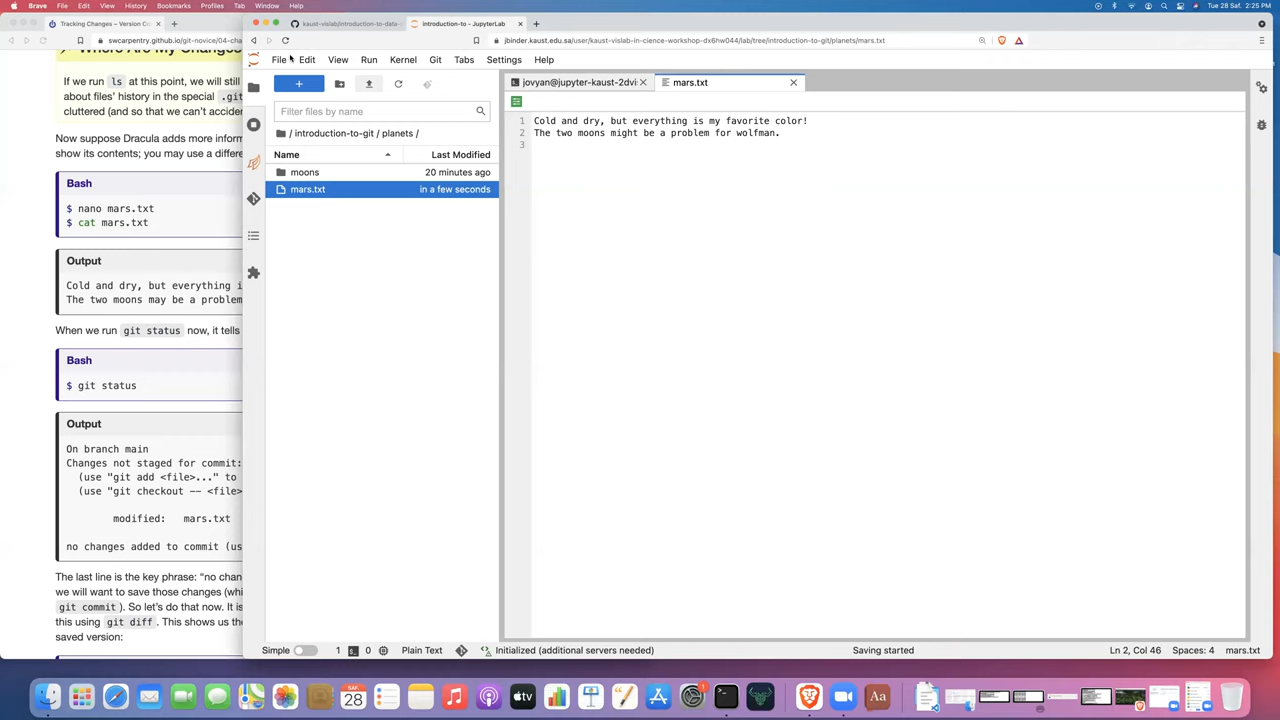 Brave File Edit View History Bookmarks Profiles Tab Window Help
Tue 28 Saf. 2:25 PM
Tracking Changes – Version Co
kaust-vislab/introduction-to-data-
introduction-to - JupyterLab
swcarpentry.github.io/git-novice/04-cha
jbinder.kaust.edu.sa/user/kaust-vislab-in-cience-workshop-dx6hw044/lab/tree/introduction-to-git/planets/mars.txt
Where Are My Changes
If we run ls at this point, we will still
about files' history in the special .git
cluttered (and so that we can't acciden
Now suppose Dracula adds more inform
show its contents; you may use a differe
Bash
$ nano mars.txt
$ cat mars.txt
Output
Cold and dry, but everything i
The two moons may be a problem
When we run git status now, it tells
Bash
$ git status
Output
On branch main
Changes not staged for commit:
(use "git add <file>..." to
(use "git checkout -- <file>
modified: mars.txt
no changes added to commit (us
The last line is the key phrase: "no chan
we will want to save those changes (whi
git commit). So let's do that now. It is
this using git diff. This shows us the
saved version:
File Edit View Run Kernel Git Tabs Settings Help
+
Filter files by name
/ introduction-to-git / planets /
Name Last Modified
moons 20 minutes ago
mars.txt in a few seconds
jovyan@jupyter-kaust-2dvi
mars.txt
1 Cold and dry, but everything is my favorite color!
2 The two moons might be a problem for wolfman.
3
Simple 1 0 Plain Text Initialized (additional servers needed) Saving started Ln 2, Col 46 Spaces: 4 mars.txt
SAF.
28
tv
Aa